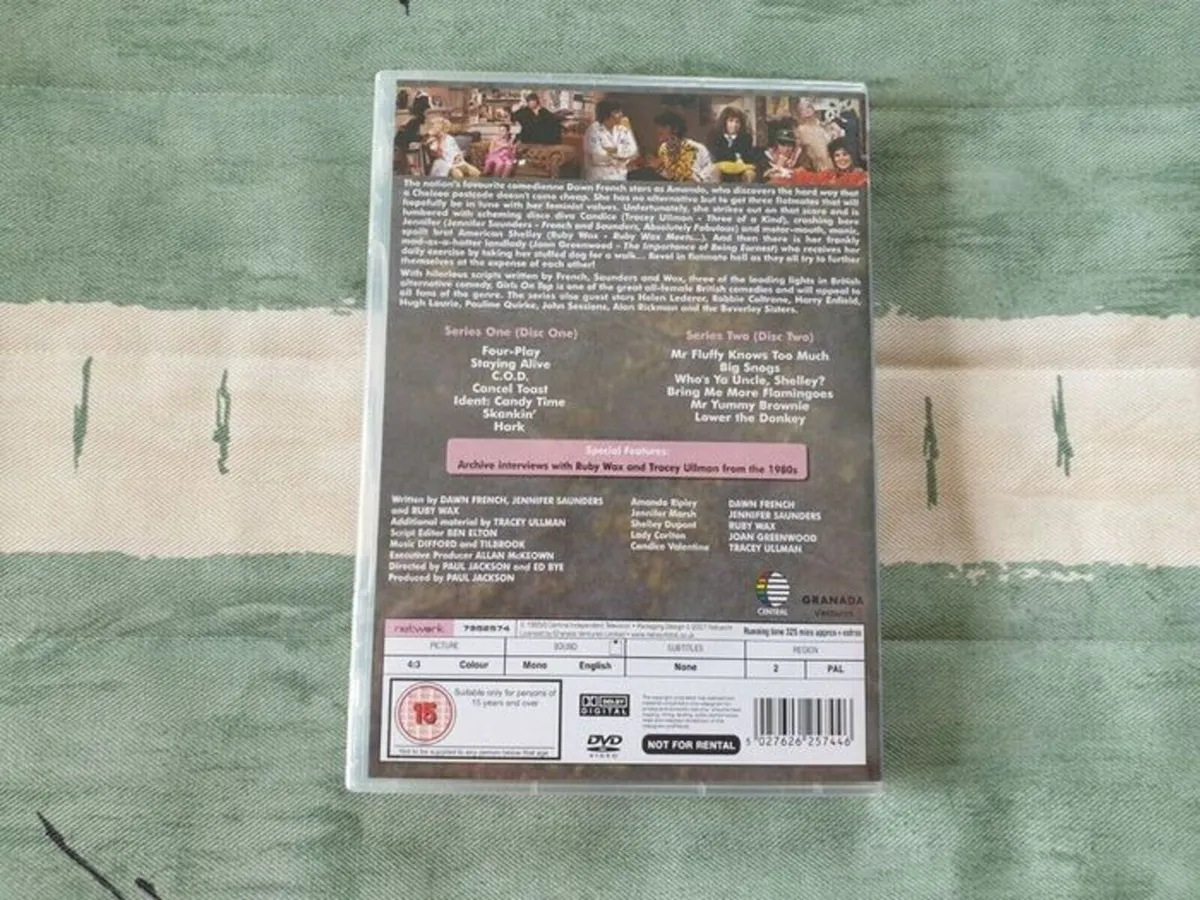 The nation's favourite comedienne Dawn French stars as Amanda, who discovers the hard way that
a Chelsea postcode doesn't come cheap. She has no alternative but to get three flatmates that will
hopefully be in tune with her feminist values. Unfortunately, she strikes out on that score and is
lumbered with scheming disco diva Candice (Tracey Ullman - Three of a Kind), crashing bore
Jennifer (Jennifer Saunders - French and Saunders, Absolutely Fabulous) and motor-mouth, manic,
spoilt brat American Shelley (Ruby Wax - Ruby Wax Meets...). And then there is her frankly
mad-as-a-hatter landlady (Joan Greenwood - The Importance of Being Earnest) who receives her
daily exercise by taking her stuffed dog for a walk... Revel in flatmate hell as they all try to further
themselves at the expense of each other!
With hilarious scripts written by French, Saunders and Wax, three of the leading lights in British
alternative comedy, Girls On Top is one of the great all-female British comedies and will appeal to
all fans of the genre. The series also guest stars Helen Lederer, Robbie Coltrane, Harry Enfield,
Hugh Laurie, Pauline Quirke, John Sessions, Alan Rickman and the Beverley Sisters.
Series One (Disc One)
Four-Play
Staying Alive
C.O.D.
Cancel Toast
Ident: Candy Time
Skankin'
Hark
Series Two (Disc Two)
Mr Fluffy Knows Too Much
Big Snogs
Who's Ya Uncle, Shelley?
Bring Me More Flamingoes
Mr Yummy Brownie
Lower the Donkey
Special Features:
Archive interviews with Ruby Wax and Tracey Ullman from the 1980s
Written by DAWN FRENCH, JENNIFER SAUNDERS
and RUBY WAX
Additional material by TRACEY ULLMAN
Script Editor BEN ELTON
Music DIFFORD and TILBROOK
Executive Producer ALLAN McKEOWN
Directed by PAUL JACKSON and ED BYE
Produced by PAUL JACKSON
Amanda Ripley DAWN FRENCH
Jennifer Marsh JENNIFER SAUNDERS
Shelley Dupont RUBY WAX
Lady Carlton JOAN GREENWOOD
Candice Valentine TRACEY ULLMAN
CENTRAL
GRANADA
Ventures
network 7952574
Running time 325 mins approx + extras
PICTURE SOUND SUBTITLES REGION
4:3 Colour Mono English None 2 PAL
15
Suitable only for persons of
15 years and over
Not to be supplied to any person below that age
DOLBY
DIGITAL
DVD
VIDEO
NOT FOR RENTAL
5 027626 257446